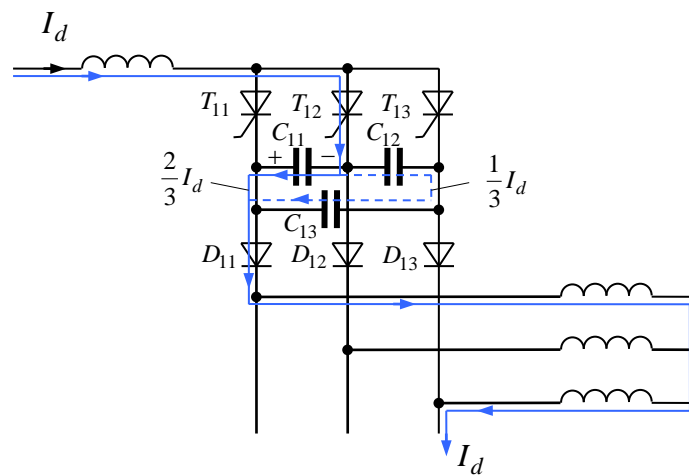 I_d
T_11 T_12 T_13
C_11 C_12
+ −
2/3 I_d 1/3 I_d
C_13
D_11 D_12 D_13
I_d